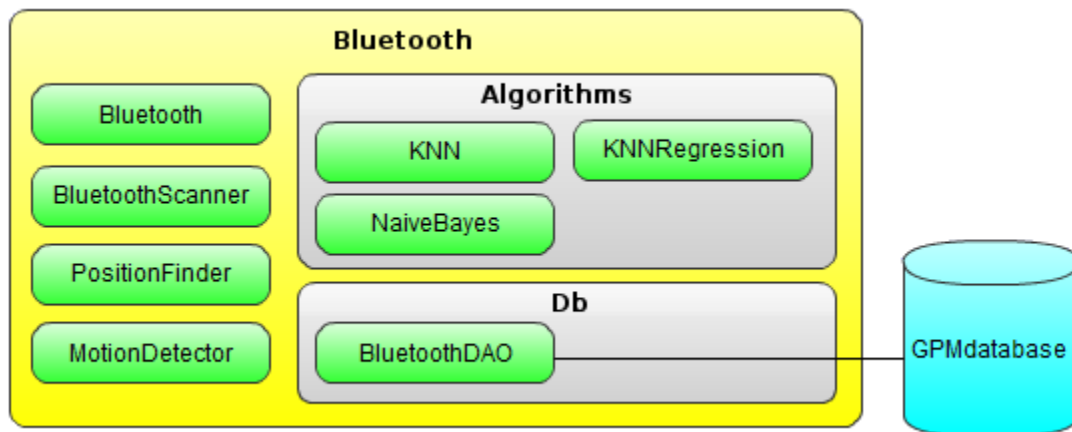 Bluetooth
Bluetooth
BluetoothScanner
PositionFinder
MotionDetector
Algorithms
KNN
KNNRegression
NaiveBayes
Db
BluetoothDAO
GPMdatabase